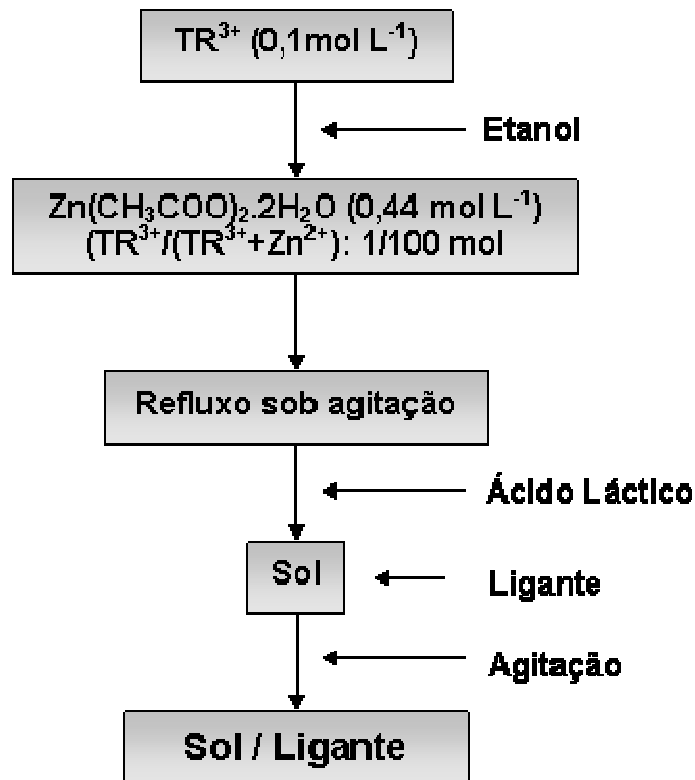 TR³⁺ (0,1mol L⁻¹)
Etanol
Zn(CH₃COO)₂.2H₂O (0,44 mol L⁻¹)
(TR³⁺/(TR³⁺+Zn²⁺): 1/100 mol
Refluxo sob agitação
Ácido Láctico
Sol
Ligante
Agitação
Sol / Ligante